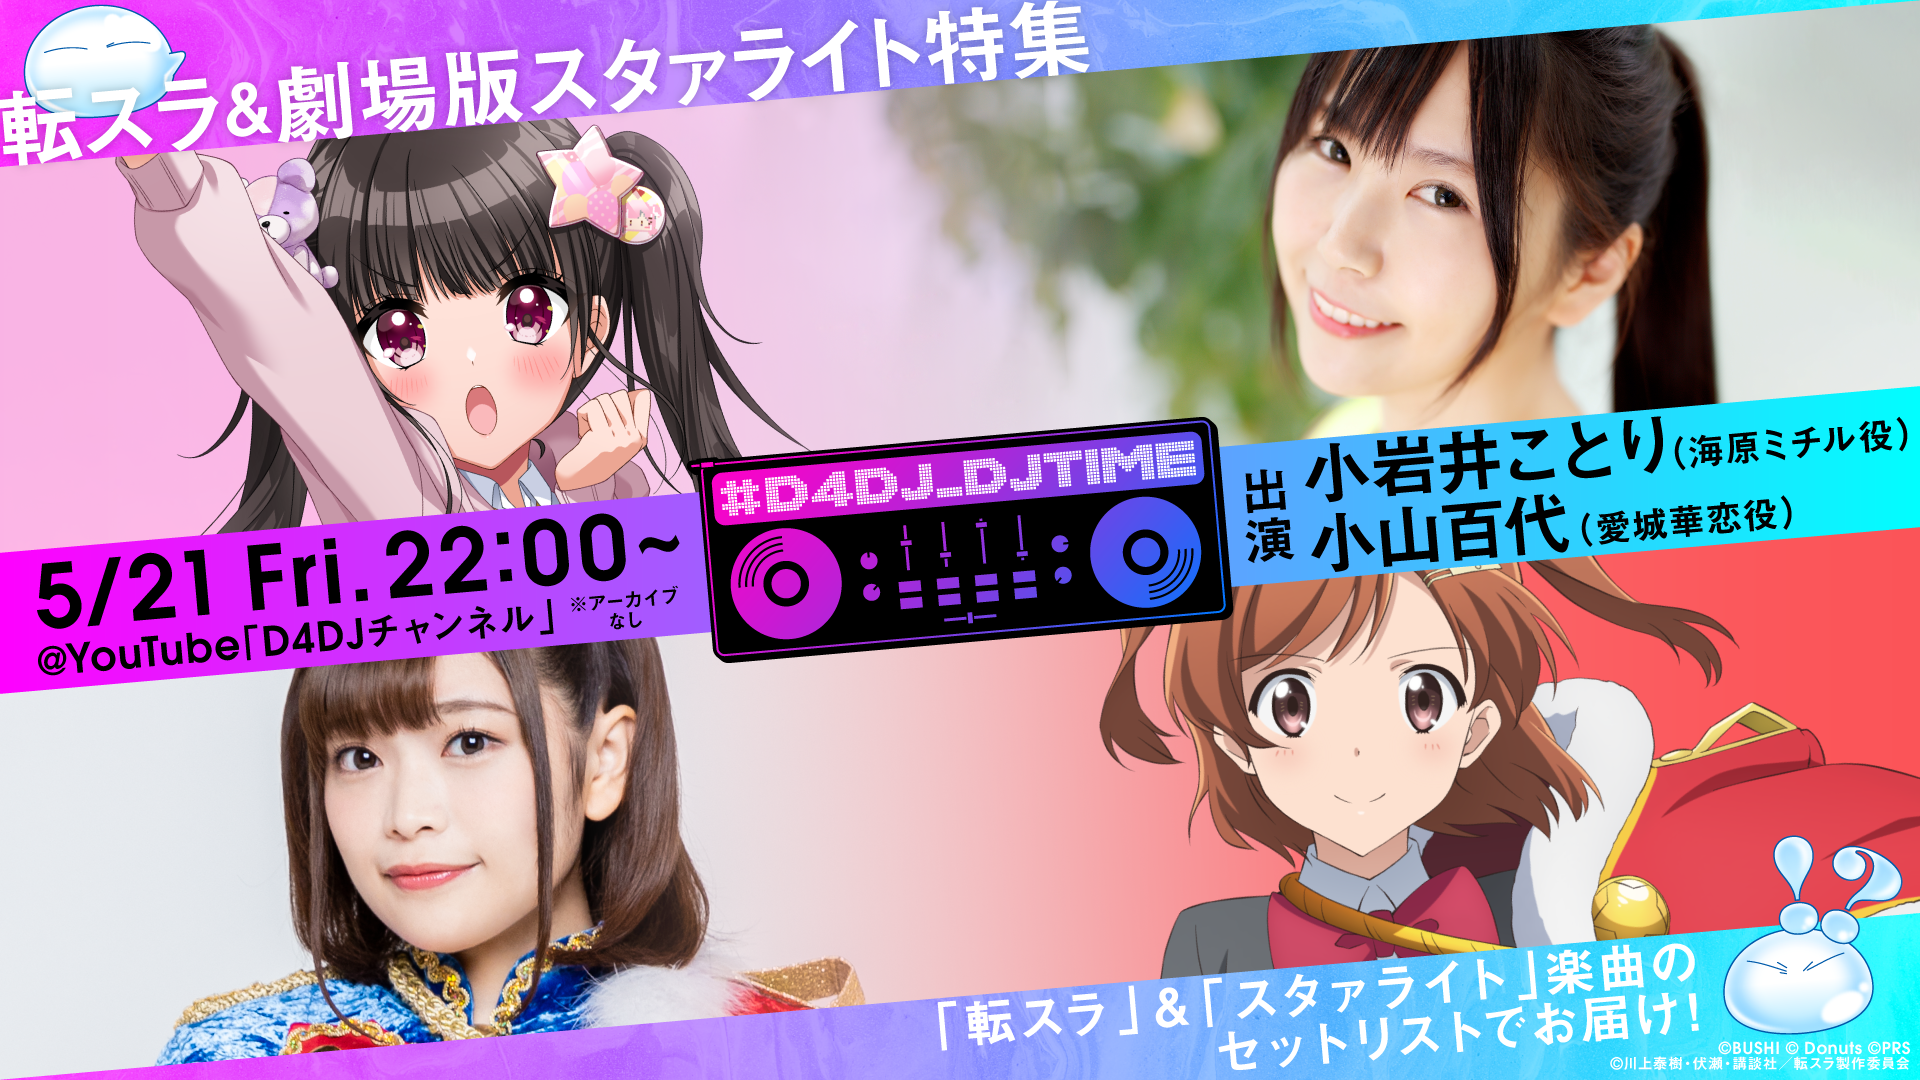 転スラ&劇場版スタァライト特集
#D4DJ_DJTIME
出演
小岩井ことり(海原ミチル役)
小山百代(愛城華恋役)
5/21 Fri. 22:00~
@YouTube「D4DJチャンネル」
※アーカイブ
なし
「転スラ」&「スタァライト」楽曲の
セットリストでお届け!
©BUSHI © Donuts ©PRS
©川上泰樹・伏瀬・講談社／転スラ製作委員会